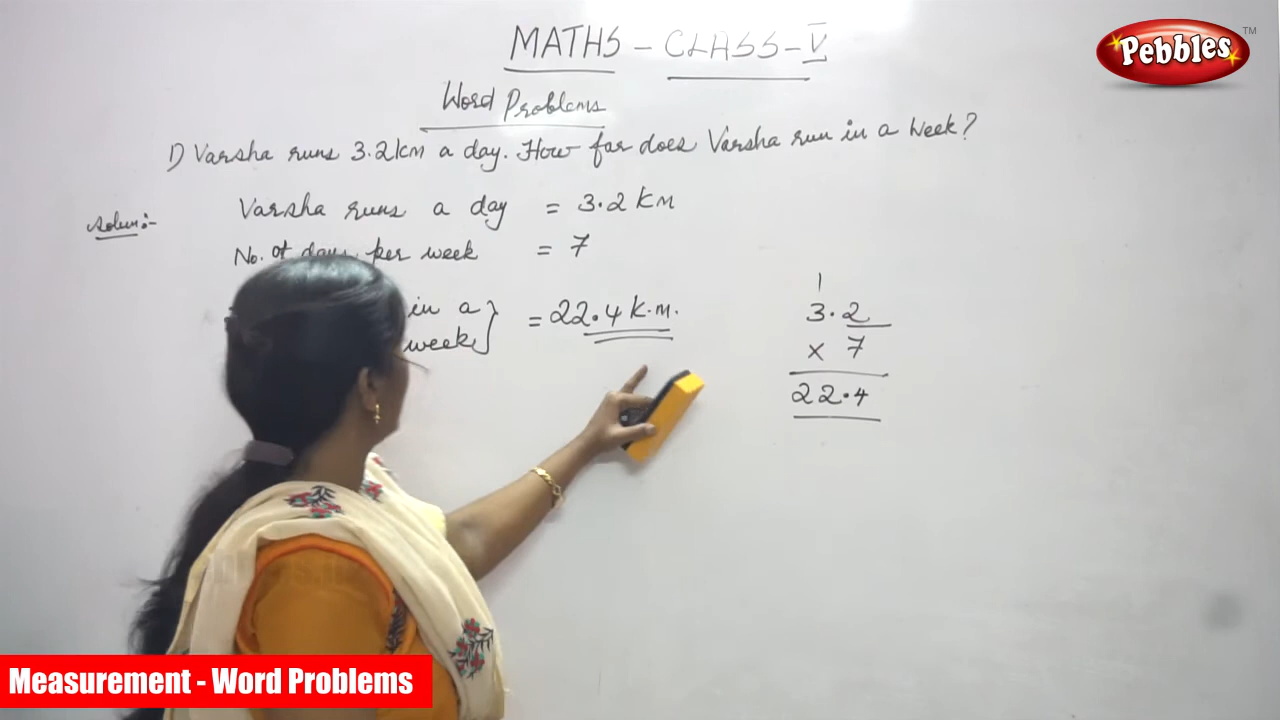 MATHS - CLASS - V
Pebbles TM
Word Problems
1) Varsha runs 3.2km a day. How far does Varsha run in a week?
Solun:-
Varsha runs a day = 3.2 KM
No. of days per week = 7
in a
week } = 22.4 K.M.
1
3.2
x 7
22.4
Measurement - Word Problems